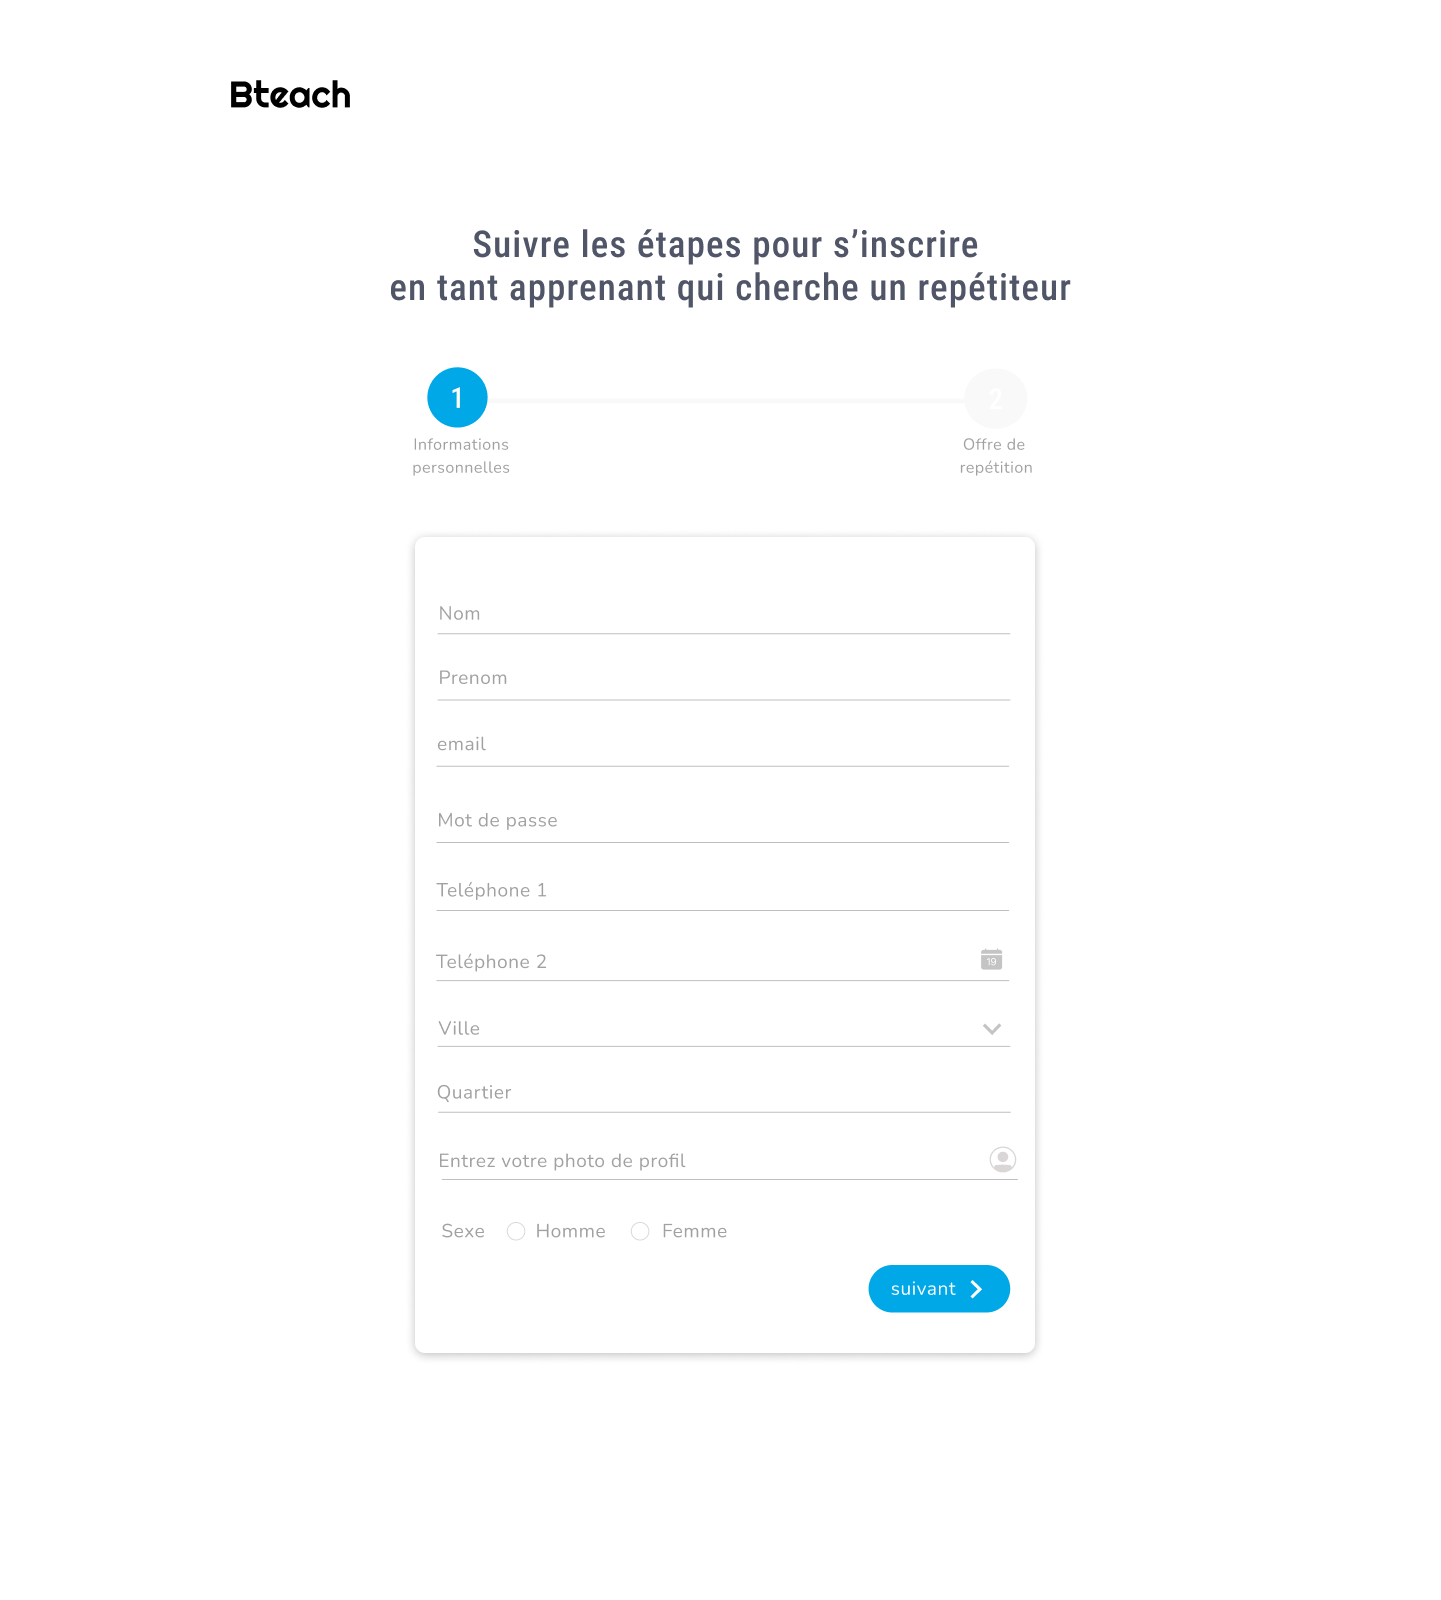 Bteach
Suivre les étapes pour s’inscrire
en tant apprenant qui cherche un repétiteur
1
2
Informations
personnelles
Offre de
repétition
Nom
Prenom
email
Mot de passe
Teléphone 1
Teléphone 2
19
Ville
Quartier
Entrez votre photo de profil
Sexe Homme Femme
suivant